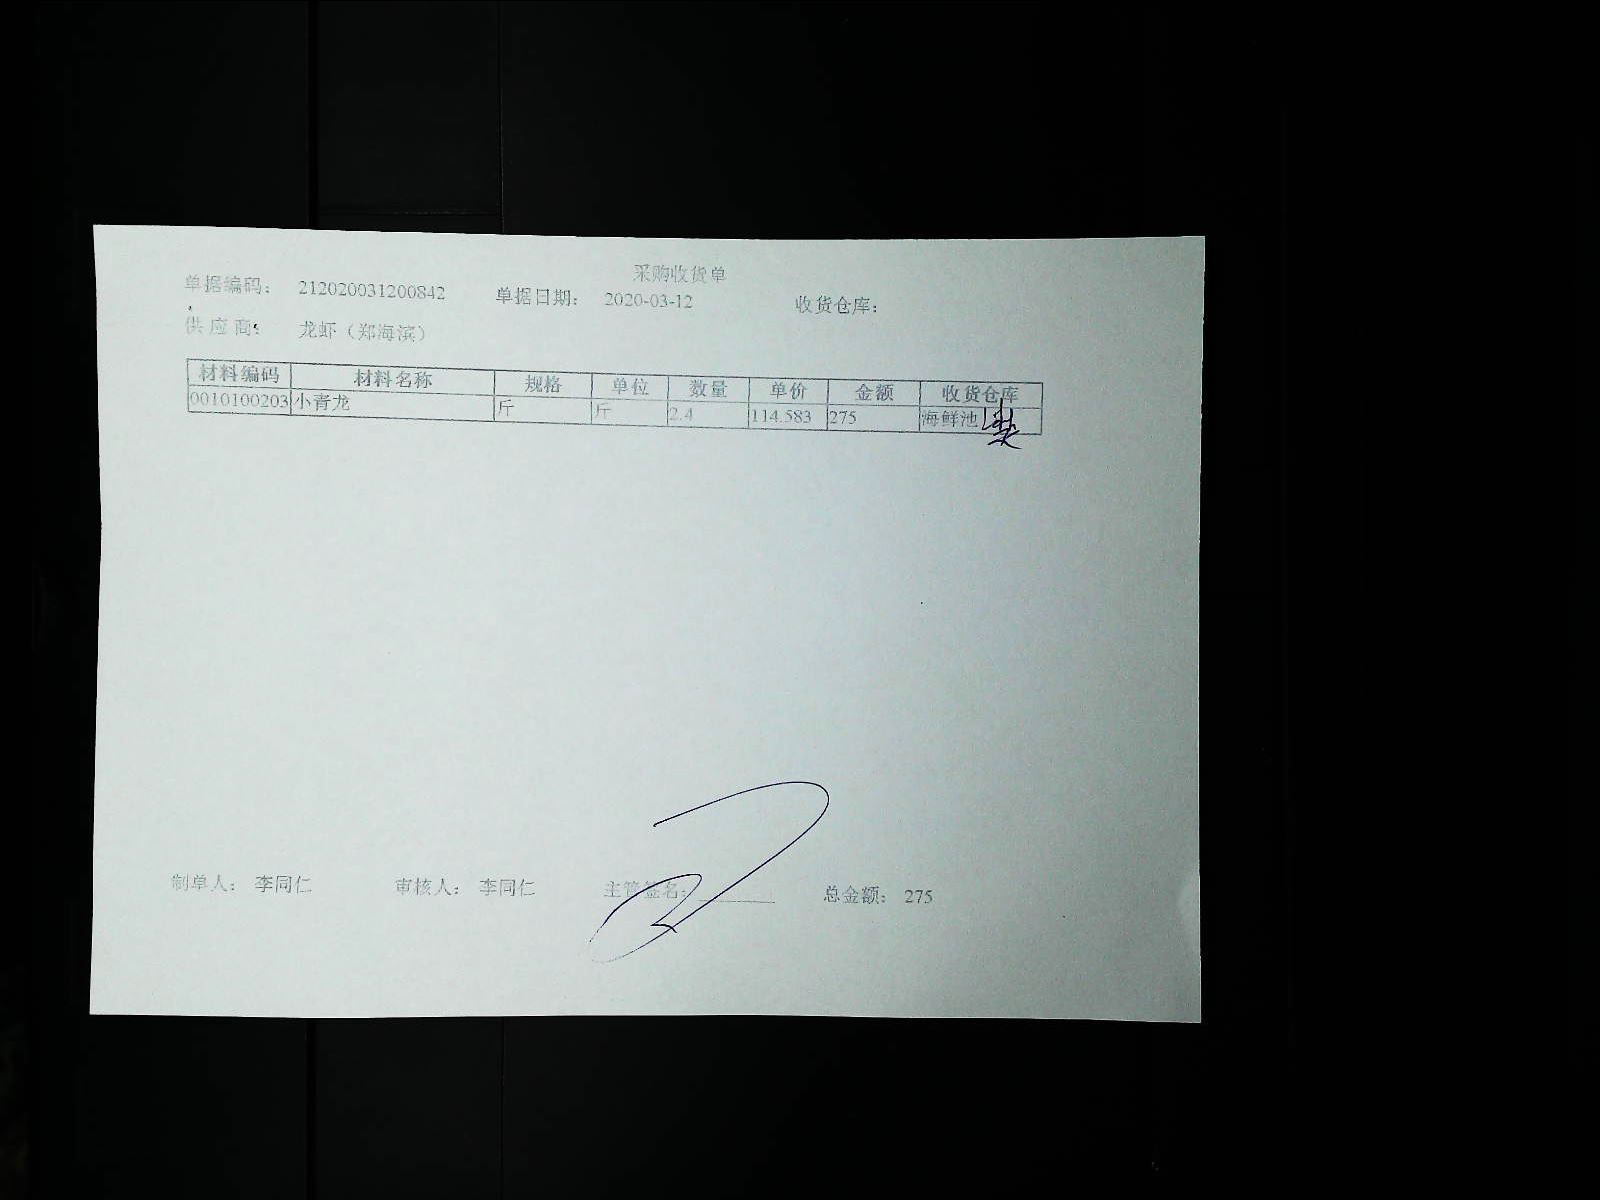 采购收货单
单据编码: 212020031200842 单据日期: 2020-03-12 收货仓库:
供应商: 龙虾(郑海滨)
材料编码 材料名称 规格 单位 数量 单价 金额 收货仓库
0010100203 小青龙 斤 斤 2.4 114.583 275 海鲜池
制单人: 李同仁 审核人: 李同仁 主管签名: 总金额: 275